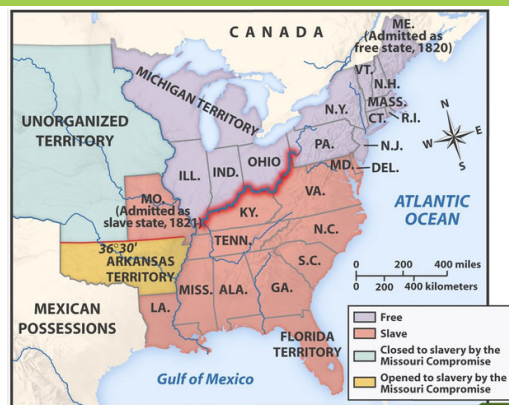 CANADA
ME.
(Admitted as
free state, 1820)
VT.
N.H.
MASS.
CT.
R.I.
N.Y.
MICHIGAN TERRITORY
UNORGANIZED
TERRITORY
PA.
N.J.
OHIO
IND.
ILL.
MD.
DEL.
N
W
E
S
MO.
(Admitted as
slave state, 1821)
VA.
KY.
ATLANTIC
OCEAN
N.C.
TENN.
36°30'
ARKANSAS
TERRITORY
S.C.
0 200 400 miles
0 200 400 kilometers
MISS.
ALA.
GA.
LA.
MEXICAN
POSSESSIONS
FLORIDA
TERRITORY
Gulf of Mexico
Free
Slave
Closed to slavery by the
Missouri Compromise
Opened to slavery by the
Missouri Compromise